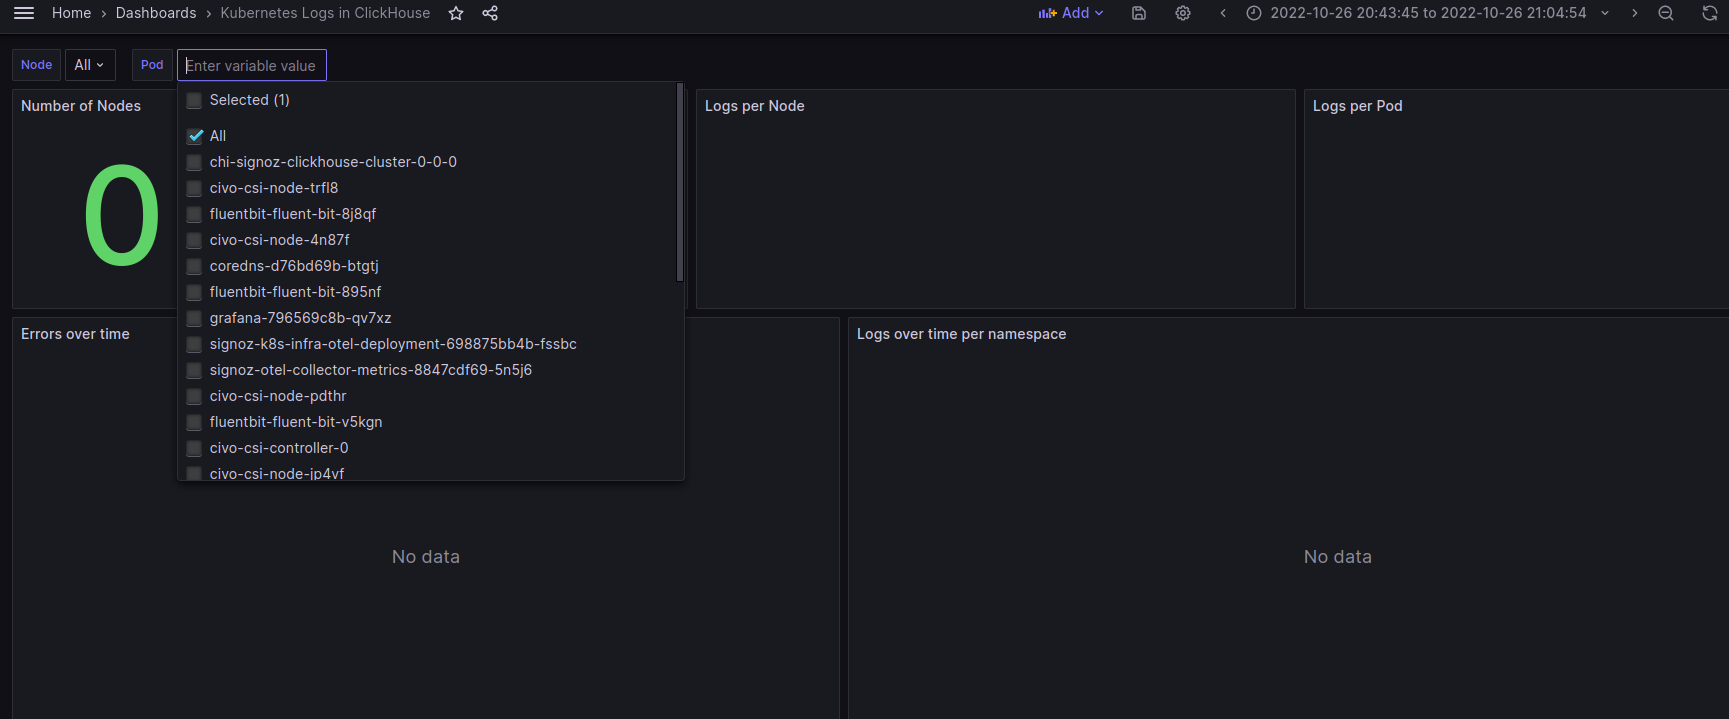 Home › Dashboards › Kubernetes Logs in ClickHouse
Add
2022-10-26 20:43:45 to 2022-10-26 21:04:54
Node
All
Pod
Enter variable value
Selected (1)
All
chi-signoz-clickhouse-cluster-0-0-0
civo-csi-node-trfl8
fluentbit-fluent-bit-8j8qf
civo-csi-node-4n87f
coredns-d76bd69b-btgtj
fluentbit-fluent-bit-895nf
grafana-796569c8b-qv7xz
signoz-k8s-infra-otel-deployment-698875bb4b-fssbc
signoz-otel-collector-metrics-8847cdf69-5n5j6
civo-csi-node-pdthr
fluentbit-fluent-bit-v5kgn
civo-csi-controller-0
civo-csi-node-jp4vf
Number of Nodes
0
Logs per Node
Logs per Pod
Errors over time
No data
Logs over time per namespace
No data